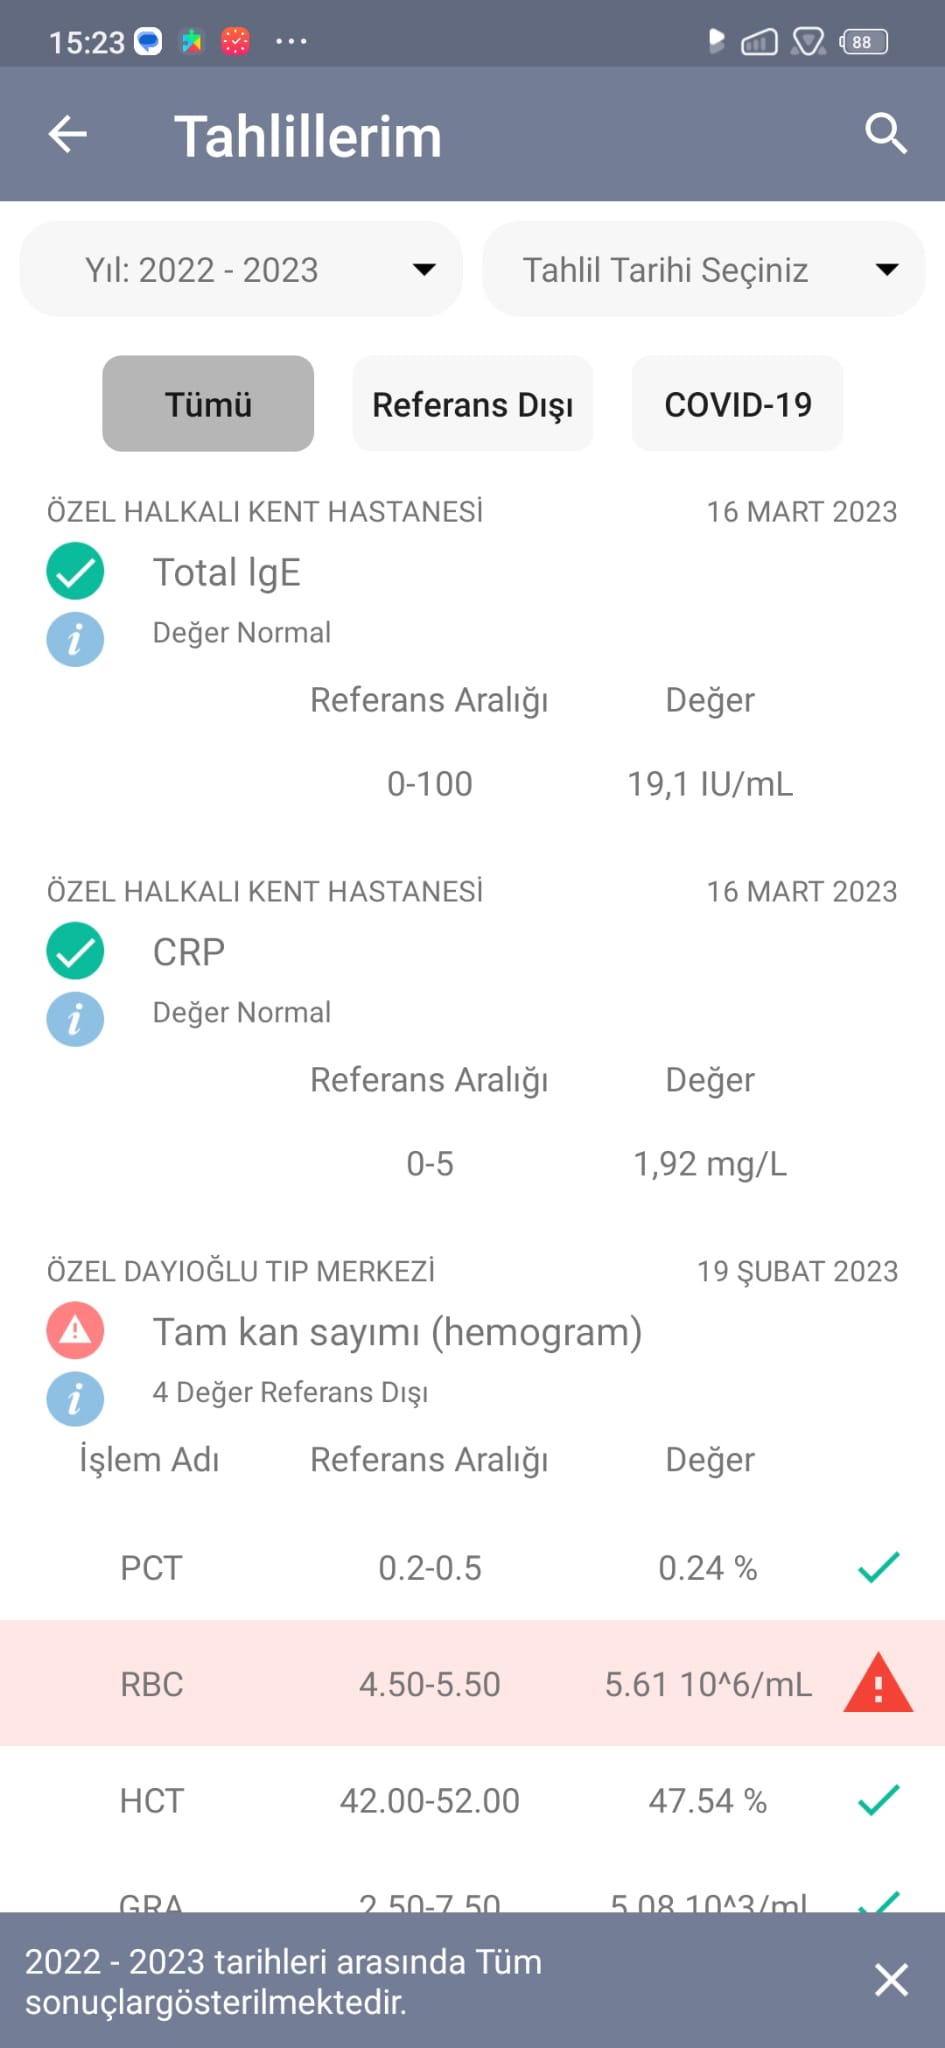 15:23
88
Tahlillerim
Yıl: 2022 - 2023
Tahlil Tarihi Seçiniz
Tümü
Referans Dışı
COVID-19
ÖZEL HALKALI KENT HASTANESİ 16 MART 2023
Total IgE
Değer Normal
Referans Aralığı Değer
0-100 19,1 IU/mL
ÖZEL HALKALI KENT HASTANESİ 16 MART 2023
CRP
Değer Normal
Referans Aralığı Değer
0-5 1,92 mg/L
ÖZEL DAYIOĞLU TIP MERKEZİ 19 ŞUBAT 2023
Tam kan sayımı (hemogram)
4 Değer Referans Dışı
İşlem Adı Referans Aralığı Değer
PCT 0.2-0.5 0.24 %
RBC 4.50-5.50 5.61 10^6/mL
HCT 42.00-52.00 47.54 %
GRA 2.50-7.50 5.08 10^3/ml
2022 - 2023 tarihleri arasında Tüm
sonuçlargösterilmektedir.